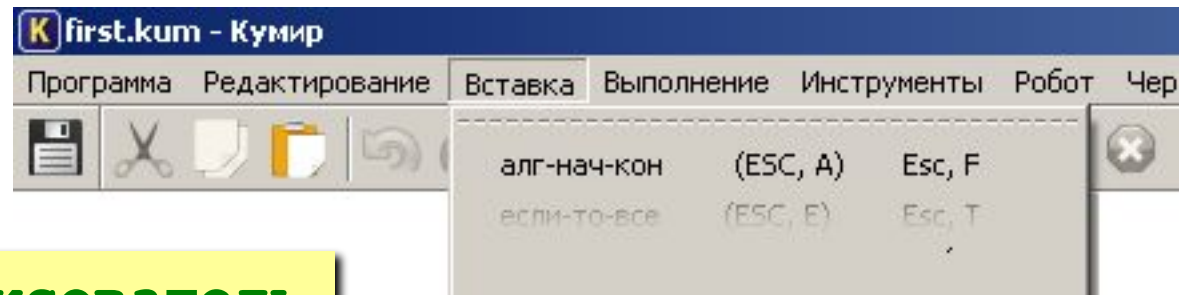 K first.kum - Кумир
Программа Редактирование Вставка Выполнение Инструменты Робот Чер
алг-нач-кон (ESC, А) Esc, F
если-то-все (ESC, Е) Esc, T